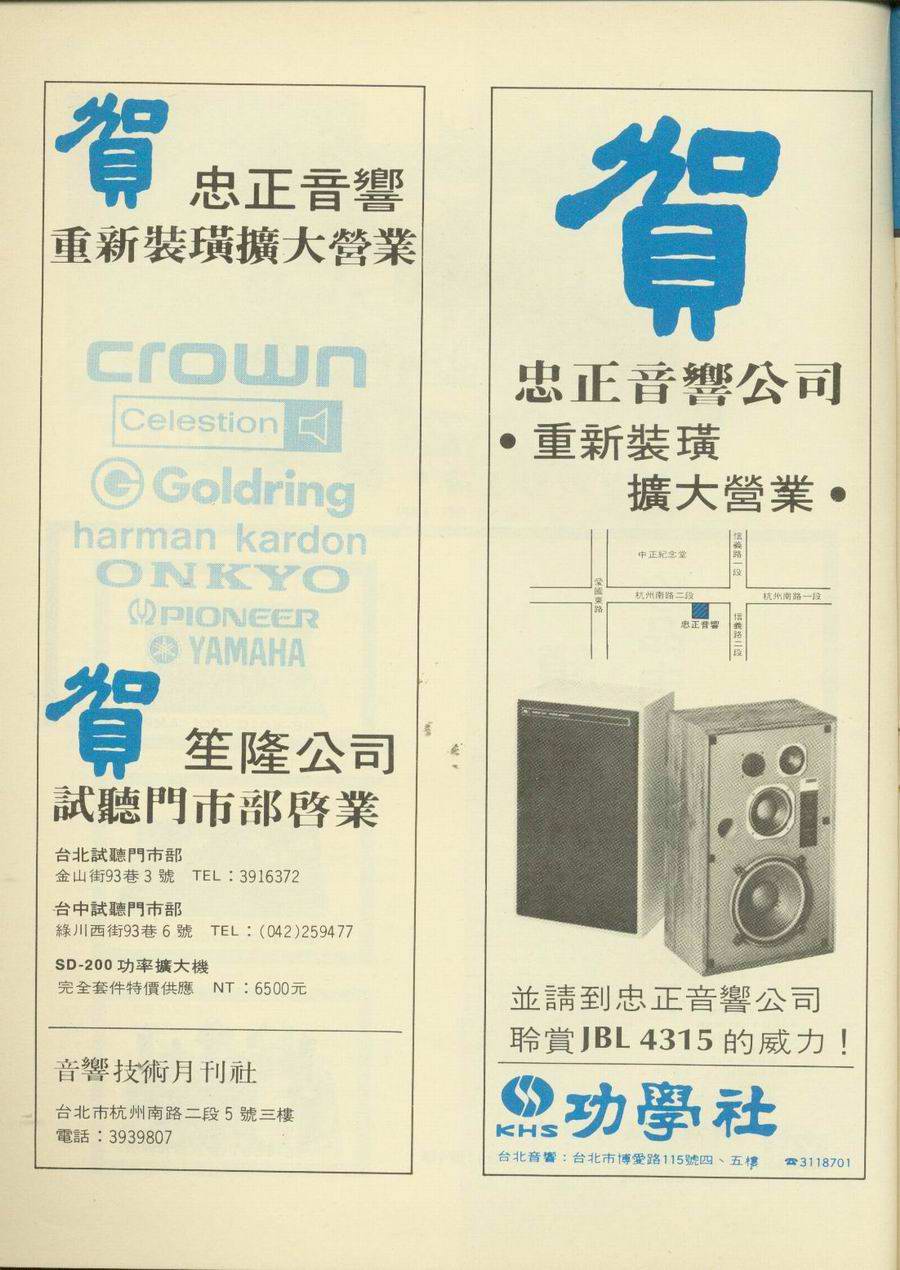 賀
忠正音響
重新裝璜擴大營業
crown
Celestion
Goldring
harman kardon
ONKYO
PIONEER
YAMAHA
賀
笙隆公司
試聽門市部啓業
台北試聽門市部
金山街93巷3號 TEL：3916372
台中試聽門市部
綠川西街93巷6號 TEL：(042)259477
SD-200功率擴大機
完全套件特價供應 NT：6500元
音響技術月刊社
台北市杭州南路二段5號三樓
電話：3939807
賀
忠正音響公司
•重新裝璜
擴大營業•
中正紀念堂
信義路一段
愛國東路
杭州南路二段
杭州南路一段
忠正音響
信義路二段
並請到忠正音響公司
聆賞JBL 4315的威力！
KHS 功學社
台北音響：台北市博愛路115號四、五樓 ☎3118701